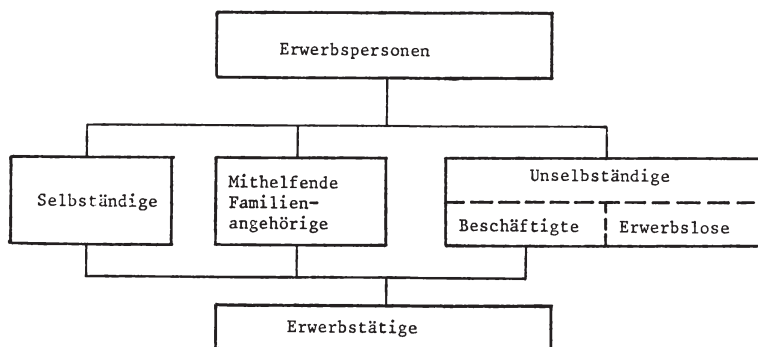 Erwerbspersonen
Selbständige
Mithelfende
Familien-
angehörige
Unselbständige
Beschäftigte
Erwerbslose
Erwerbstätige